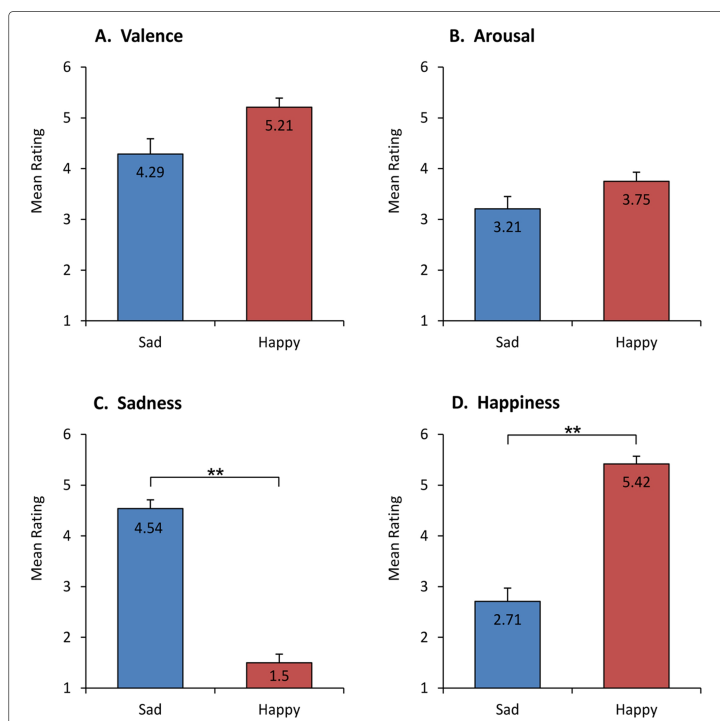 A. Valence
6
5
4
3
2
1
Mean Rating
4.29
5.21
Sad Happy
B. Arousal
6
5
4
3
2
1
Mean Rating
3.21
3.75
Sad Happy
C. Sadness
6
5
4
3
2
1
Mean Rating
**
4.54
1.5
Sad Happy
D. Happiness
6
5
4
3
2
1
Mean Rating
**
2.71
5.42
Sad Happy